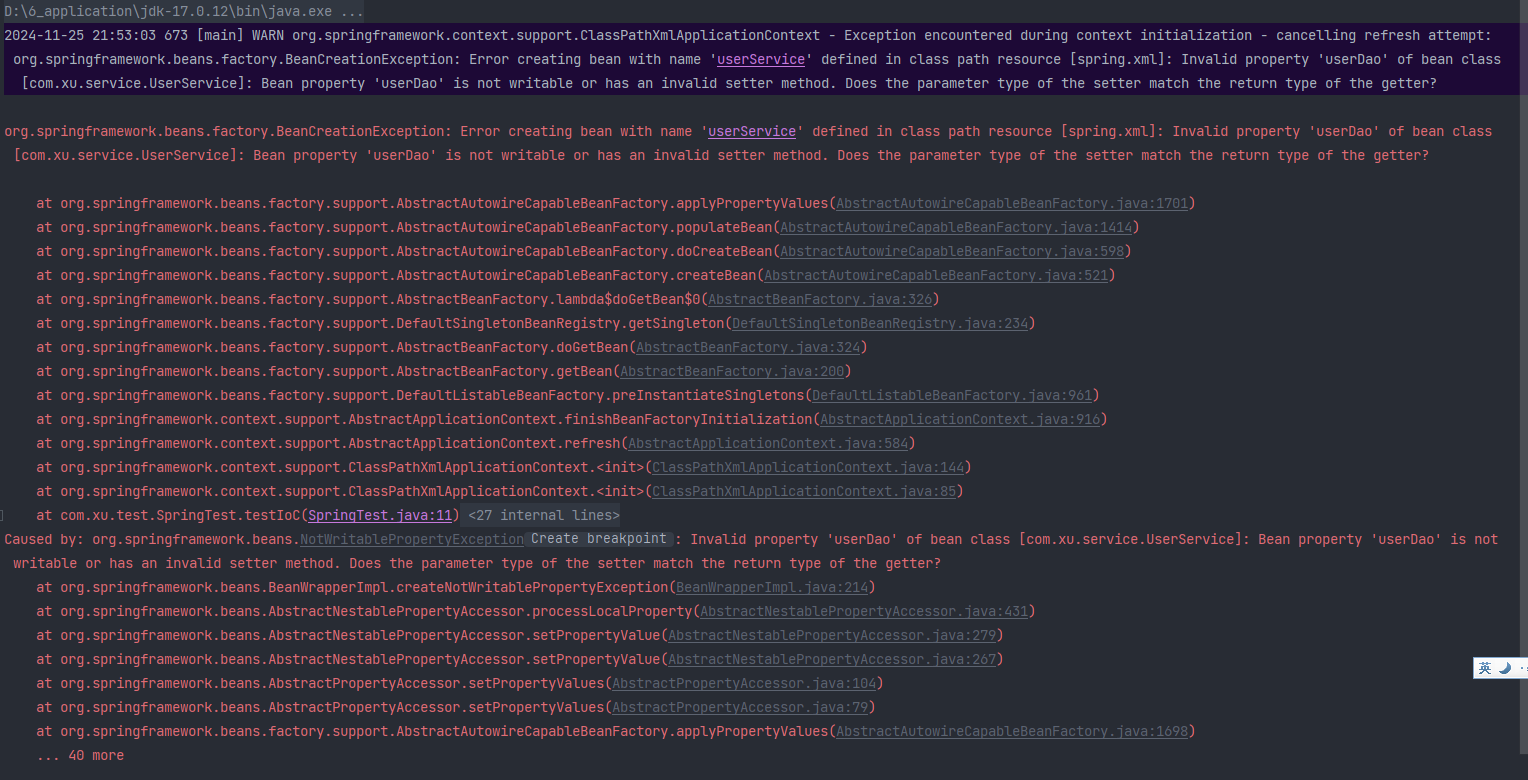 D:\6_application\jdk-17.0.12\bin\java.exe ...
2024-11-25 21:53:03 673 [main] WARN org.springframework.context.support.ClassPathXmlApplicationContext - Exception encountered during context initialization - cancelling refresh attempt:
org.springframework.beans.factory.BeanCreationException: Error creating bean with name 'userService' defined in class path resource [spring.xml]: Invalid property 'userDao' of bean class
[com.xu.service.UserService]: Bean property 'userDao' is not writable or has an invalid setter method. Does the parameter type of the setter match the return type of the getter?
org.springframework.beans.factory.BeanCreationException: Error creating bean with name 'userService' defined in class path resource [spring.xml]: Invalid property 'userDao' of bean class
[com.xu.service.UserService]: Bean property 'userDao' is not writable or has an invalid setter method. Does the parameter type of the setter match the return type of the getter?
at org.springframework.beans.factory.support.AbstractAutowireCapableBeanFactory.applyPropertyValues(AbstractAutowireCapableBeanFactory.java:1701)
at org.springframework.beans.factory.support.AbstractAutowireCapableBeanFactory.populateBean(AbstractAutowireCapableBeanFactory.java:1414)
at org.springframework.beans.factory.support.AbstractAutowireCapableBeanFactory.doCreateBean(AbstractAutowireCapableBeanFactory.java:598)
at org.springframework.beans.factory.support.AbstractAutowireCapableBeanFactory.createBean(AbstractAutowireCapableBeanFactory.java:521)
at org.springframework.beans.factory.support.AbstractBeanFactory.lambda$doGetBean$0(AbstractBeanFactory.java:326)
at org.springframework.beans.factory.support.DefaultSingletonBeanRegistry.getSingleton(DefaultSingletonBeanRegistry.java:234)
at org.springframework.beans.factory.support.AbstractBeanFactory.doGetBean(AbstractBeanFactory.java:324)
at org.springframework.beans.factory.support.AbstractBeanFactory.getBean(AbstractBeanFactory.java:200)
at org.springframework.beans.factory.support.DefaultListableBeanFactory.preInstantiateSingletons(DefaultListableBeanFactory.java:961)
at org.springframework.context.support.AbstractApplicationContext.finishBeanFactoryInitialization(AbstractApplicationContext.java:916)
at org.springframework.context.support.AbstractApplicationContext.refresh(AbstractApplicationContext.java:584)
at org.springframework.context.support.ClassPathXmlApplicationContext.<init>(ClassPathXmlApplicationContext.java:144)
at org.springframework.context.support.ClassPathXmlApplicationContext.<init>(ClassPathXmlApplicationContext.java:85)
at com.xu.test.SpringTest.testIoC(SpringTest.java:11) <27 internal lines>
Caused by: org.springframework.beans.NotWritablePropertyException Create breakpoint : Invalid property 'userDao' of bean class [com.xu.service.UserService]: Bean property 'userDao' is not
writable or has an invalid setter method. Does the parameter type of the setter match the return type of the getter?
at org.springframework.beans.BeanWrapperImpl.createNotWritablePropertyException(BeanWrapperImpl.java:214)
at org.springframework.beans.AbstractNestablePropertyAccessor.processLocalProperty(AbstractNestablePropertyAccessor.java:431)
at org.springframework.beans.AbstractNestablePropertyAccessor.setPropertyValue(AbstractNestablePropertyAccessor.java:279)
at org.springframework.beans.AbstractNestablePropertyAccessor.setPropertyValue(AbstractNestablePropertyAccessor.java:267)
英
at org.springframework.beans.AbstractPropertyAccessor.setPropertyValues(AbstractPropertyAccessor.java:104)
at org.springframework.beans.AbstractPropertyAccessor.setPropertyValues(AbstractPropertyAccessor.java:79)
at org.springframework.beans.factory.support.AbstractAutowireCapableBeanFactory.applyPropertyValues(AbstractAutowireCapableBeanFactory.java:1698)
... 40 more